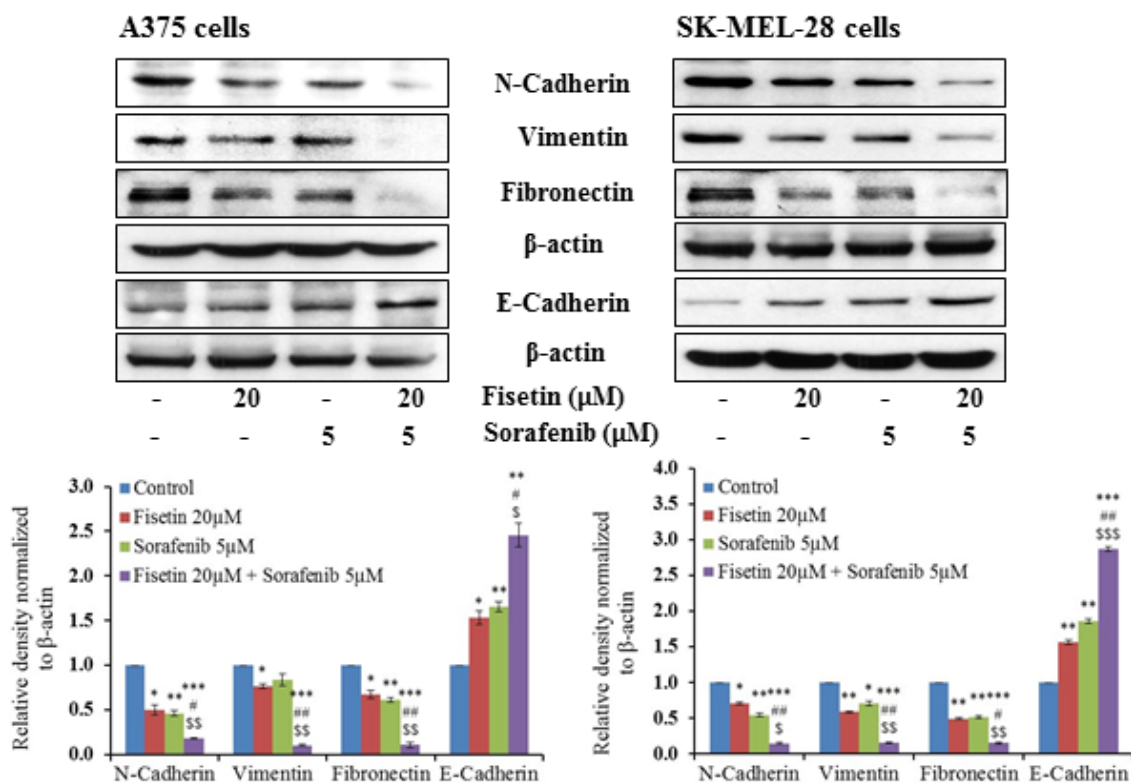 A375 cells SK-MEL-28 cells
N-Cadherin
Vimentin
Fibronectin
β-actin
E-Cadherin
β-actin
- 20 - 20 Fisetin (μM) - 20 - 20
- - 5 5 Sorafenib (μM) - - 5 5
Relative density normalized
to β-actin
3.0
2.5
2.0
1.5
1.0
0.5
0.0
Control
Fisetin 20μM
Sorafenib 5μM
Fisetin 20μM + Sorafenib 5μM
* ** ***
#
$$
* ***
##
$$
* ** ***
##
$$
* ** **
#
$
N-Cadherin Vimentin Fibronectin E-Cadherin
Relative density normalized
to β-actin
4.0
3.5
3.0
2.5
2.0
1.5
1.0
0.5
0.0
Control
Fisetin 20μM
Sorafenib 5μM
Fisetin 20μM + Sorafenib 5μM
* ** ***
##
$
** * ***
##
$$
** ** ***
#
$$
** ** ***
##
$$$
N-Cadherin Vimentin Fibronectin E-Cadherin